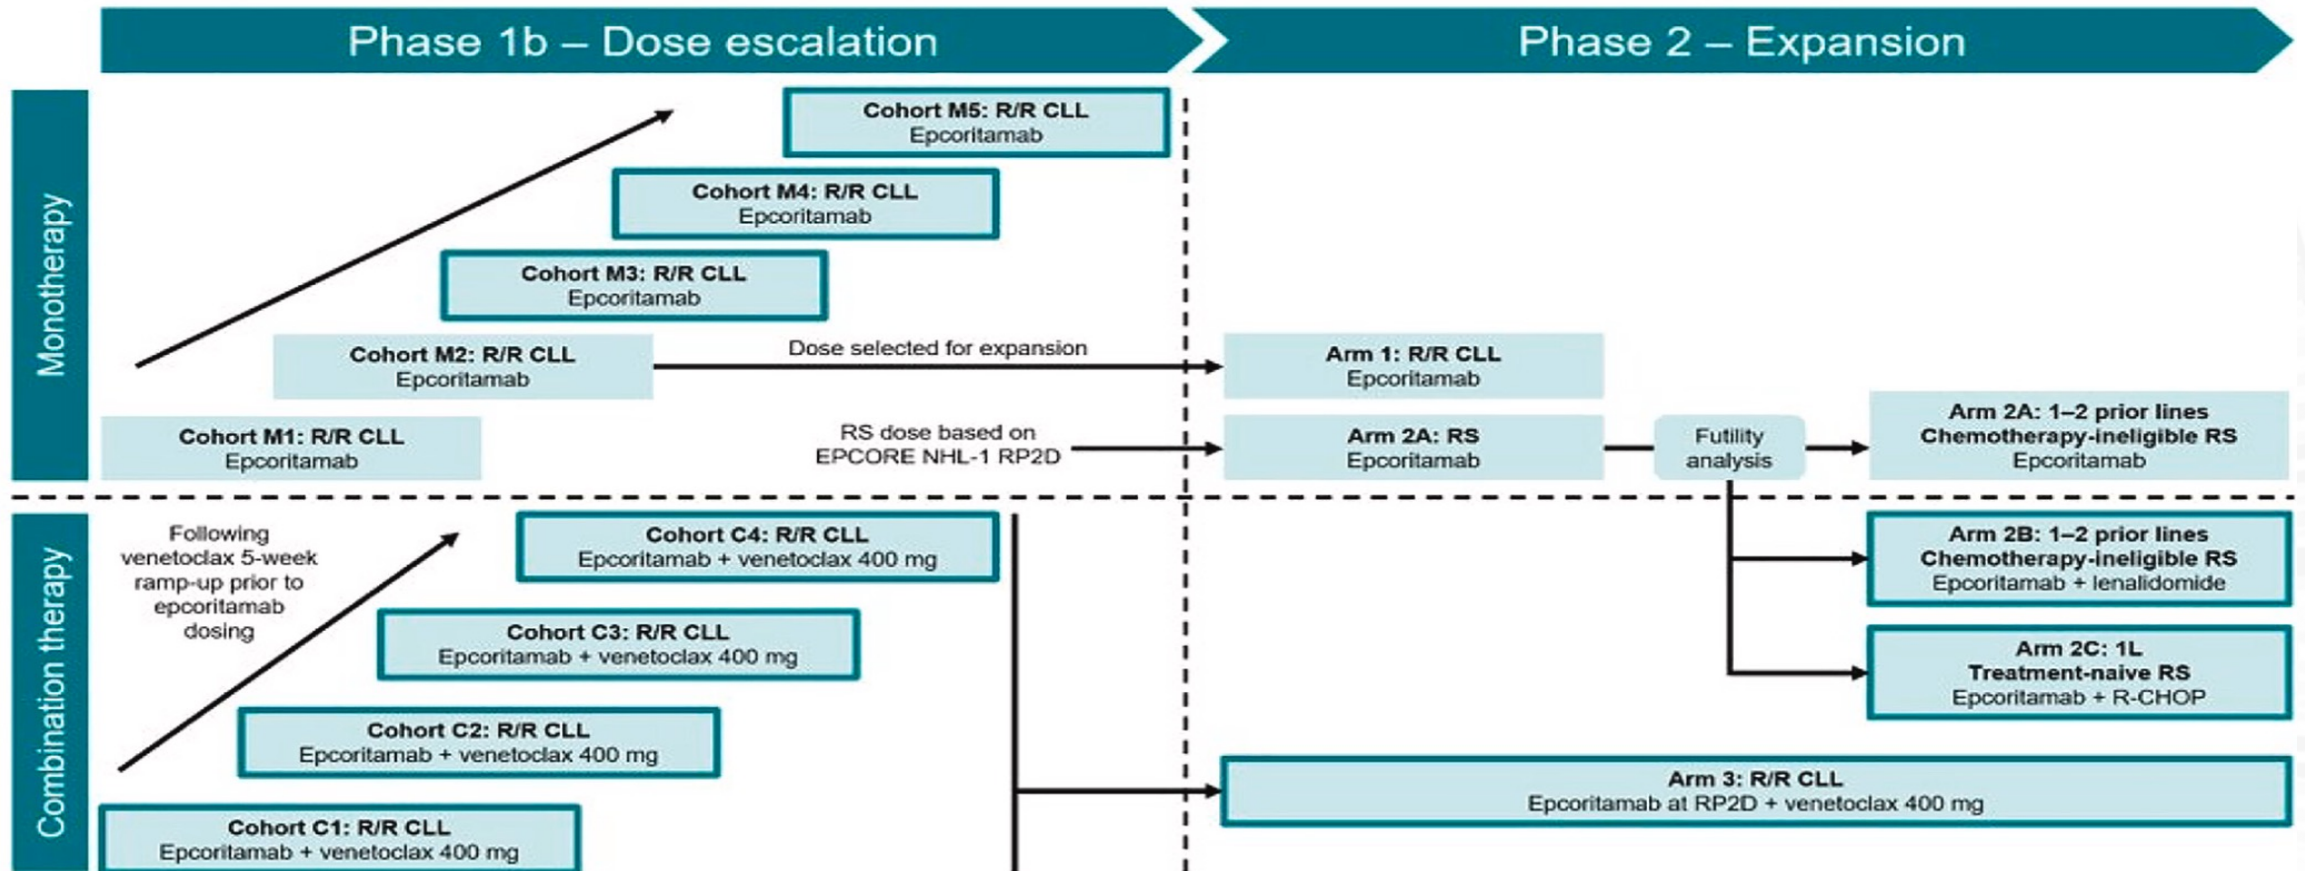 Phase 1b – Dose escalation
Phase 2 – Expansion
Monotherapy
Cohort M5: R/R CLL
Epcoritamab
Cohort M4: R/R CLL
Epcoritamab
Cohort M3: R/R CLL
Epcoritamab
Cohort M2: R/R CLL
Epcoritamab
Dose selected for expansion
Arm 1: R/R CLL
Epcoritamab
Cohort M1: R/R CLL
Epcoritamab
RS dose based on
EPCORE NHL-1 RP2D
Arm 2A: RS
Epcoritamab
Futility
analysis
Arm 2A: 1–2 prior lines
Chemotherapy-ineligible RS
Epcoritamab
Combination therapy
Following
venetoclax 5-week
ramp-up prior to
epcoritamab
dosing
Cohort C4: R/R CLL
Epcoritamab + venetoclax 400 mg
Cohort C3: R/R CLL
Epcoritamab + venetoclax 400 mg
Cohort C2: R/R CLL
Epcoritamab + venetoclax 400 mg
Cohort C1: R/R CLL
Epcoritamab + venetoclax 400 mg
Arm 2B: 1–2 prior lines
Chemotherapy-ineligible RS
Epcoritamab + lenalidomide
Arm 2C: 1L
Treatment-naive RS
Epcoritamab + R-CHOP
Arm 3: R/R CLL
Epcoritamab at RP2D + venetoclax 400 mg